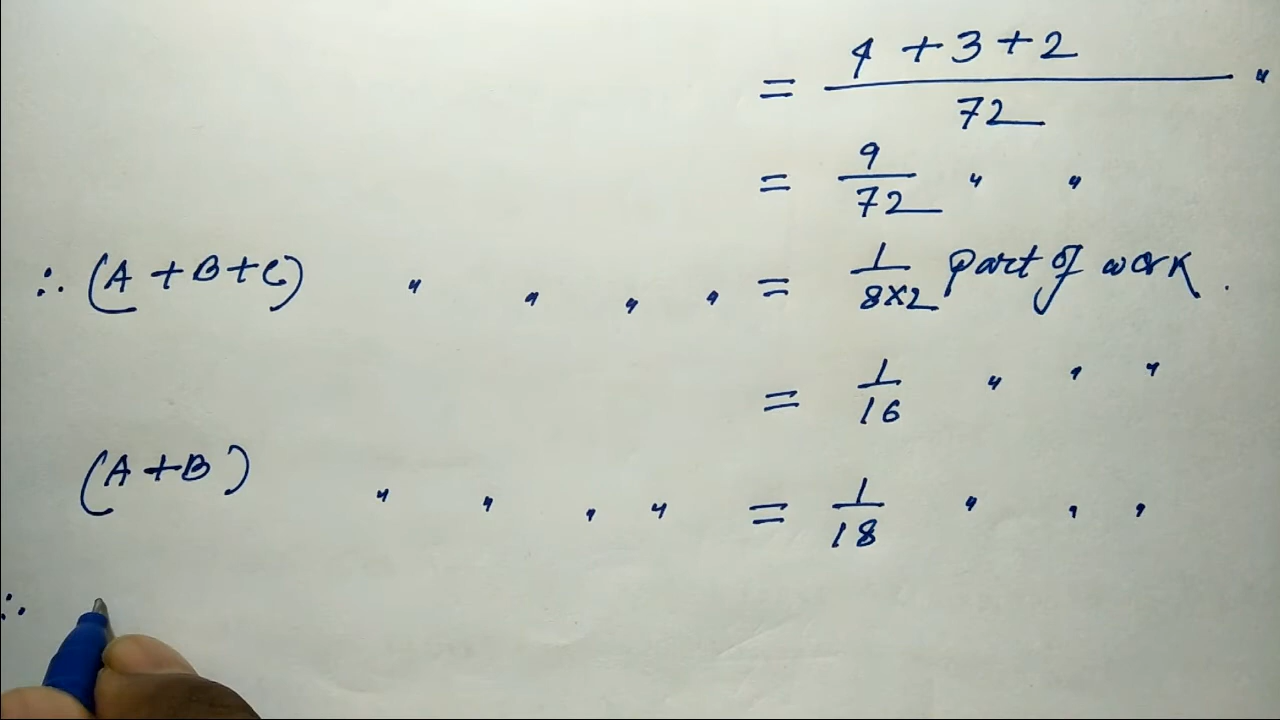 = 4 + 3 + 2 / 72 "
= 9/72 " "
∴ (A + B + C) " " " " = 1/8×2 part of work.
= 1/16 " " "
(A + B) " " " " = 1/18 " " "
∴